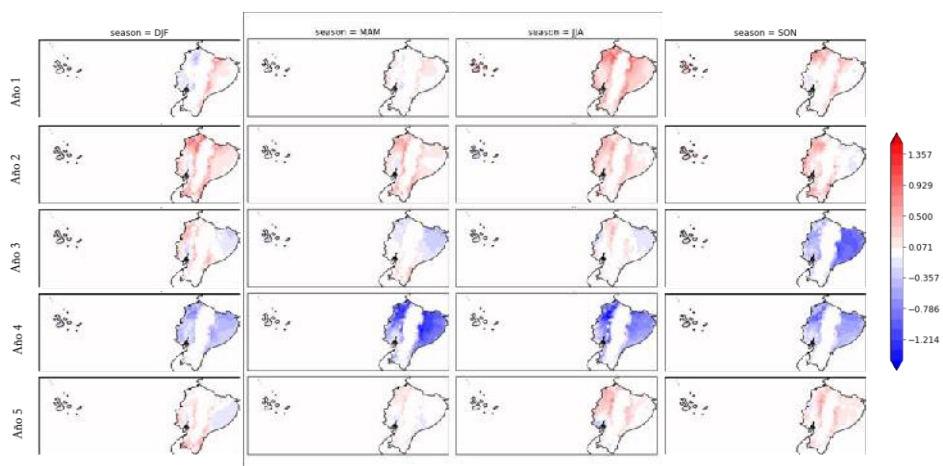 season = DJF
season = MAM
season = JJA
season = SON
Año 1
Año 2
Año 3
Año 4
Año 5
1.357
0.929
0.500
0.071
−0.357
−0.786
−1.214